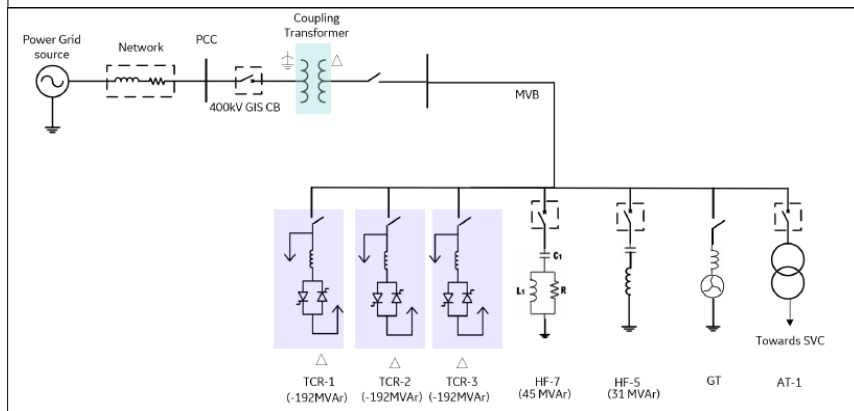 Coupling
Transformer
Power Grid
source
Network
PCC
400kV GIS CB
MVB
C1
L1
R
Towards SVC
TCR-1
(-192MVAr)
TCR-2
(-192MVAr)
TCR-3
(-192MVAr)
HF-7
(45 MVAr)
HF-5
(31 MVAr)
GT
AT-1